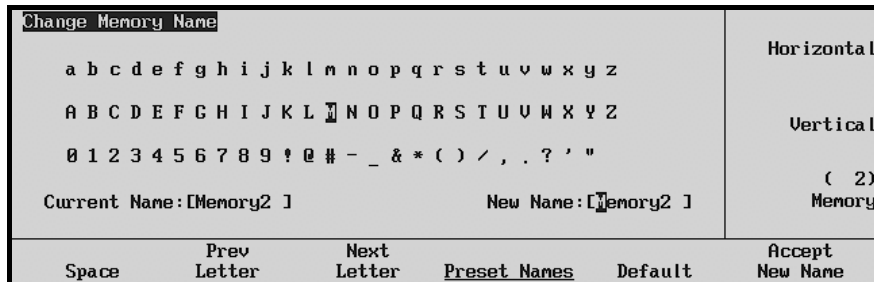 Change Memory Name
a b c d e f g h i j k l m n o p q r s t u v w x y z
A B C D E F G H I J K L M N O P Q R S T U V W X Y Z
0 1 2 3 4 5 6 7 8 9 ! @ # - _ & * ( ) / , . ? ' "
Current Name:[Memory2 ] New Name:[Memory2 ]
Horizontal
Vertical
( 2)
Memory
Space
Prev
Letter
Next
Letter
Preset Names
Default
Accept
New Name